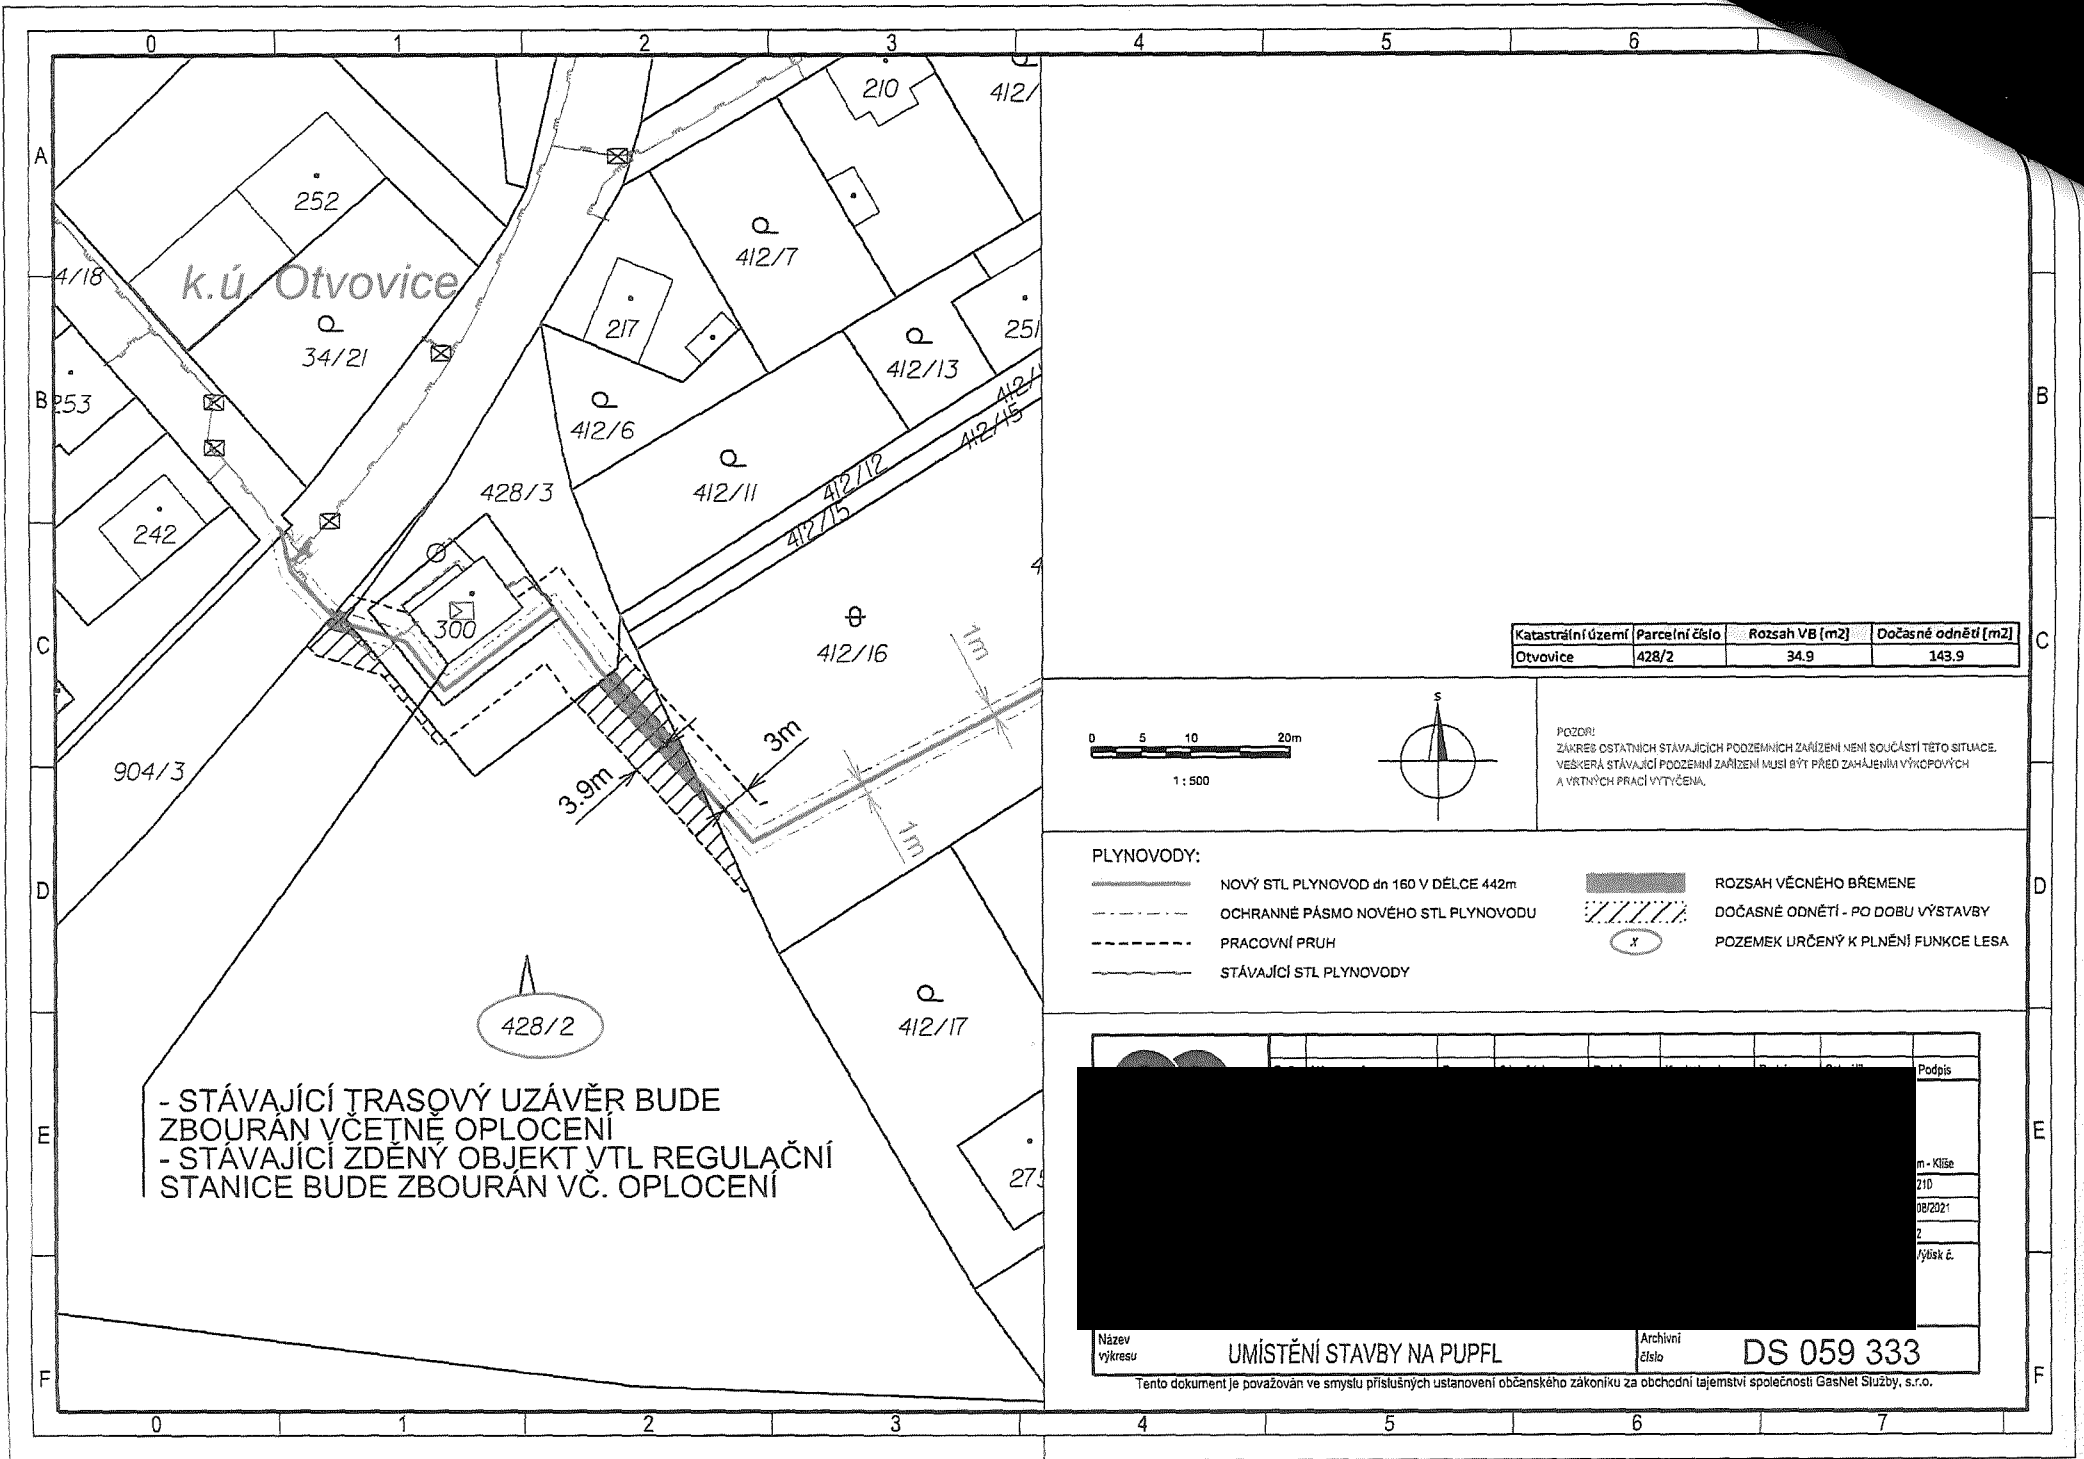 0 1 2 3 4 5 6
A
B
C
D
E
F
B
C
D
E
F
210
412/
252
412/7
4/18
k.ú. Otvovice
34/21
217
251
412/13
253
412/6
412/
412/15
412/12
412/11
428/3
412/15
242
300
412/16
1m
904/3
3m
3.9m
1m
412/17
428/2
275
- STÁVAJÍCÍ TRASOVÝ UZÁVĚR BUDE
ZBOURÁN VČETNĚ OPLOCENÍ
- STÁVAJÍCÍ ZDĚNÝ OBJEKT VTL REGULAČNÍ
STANICE BUDE ZBOURÁN VČ. OPLOCENÍ
Katastrální území Parcelní číslo Rozsah VB [m2] Dočasné odnětí [m2]
Otvovice 428/2 34.9 143.9
0 5 10 20m
1 : 500
S
POZOR!
ZÁKRES OSTATNÍCH STÁVAJÍCÍCH PODZEMNÍCH ZAŘÍZENÍ NENÍ SOUČÁSTÍ TÉTO SITUACE.
VEŠKERÁ STÁVAJÍCÍ PODZEMNÍ ZAŘÍZENÍ MUSÍ BÝT PŘED ZAHÁJENÍM VÝKOPOVÝCH
A VRTNÝCH PRACÍ VYTYČENA.
PLYNOVODY:
NOVÝ STL PLYNOVOD dn 160 V DÉLCE 442m
OCHRANNÉ PÁSMO NOVÉHO STL PLYNOVODU
PRACOVNÍ PRUH
STÁVAJÍCÍ STL PLYNOVODY
ROZSAH VĚCNÉHO BŘEMENE
DOČASNÉ ODNĚTÍ - PO DOBU VÝSTAVBY
X POZEMEK URČENÝ K PLNĚNÍ FUNKCE LESA
Podpis
m - Klíše
21D
08/2021
2
Výtisk č.
Název
výkresu
UMÍSTĚNÍ STAVBY NA PUPFL
Archivní
číslo
DS 059 333
Tento dokument je považován ve smyslu příslušných ustanovení občanského zákoníku za obchodní tajemství společnosti GasNet Služby, s.r.o.
0 1 2 3 4 5 6 7